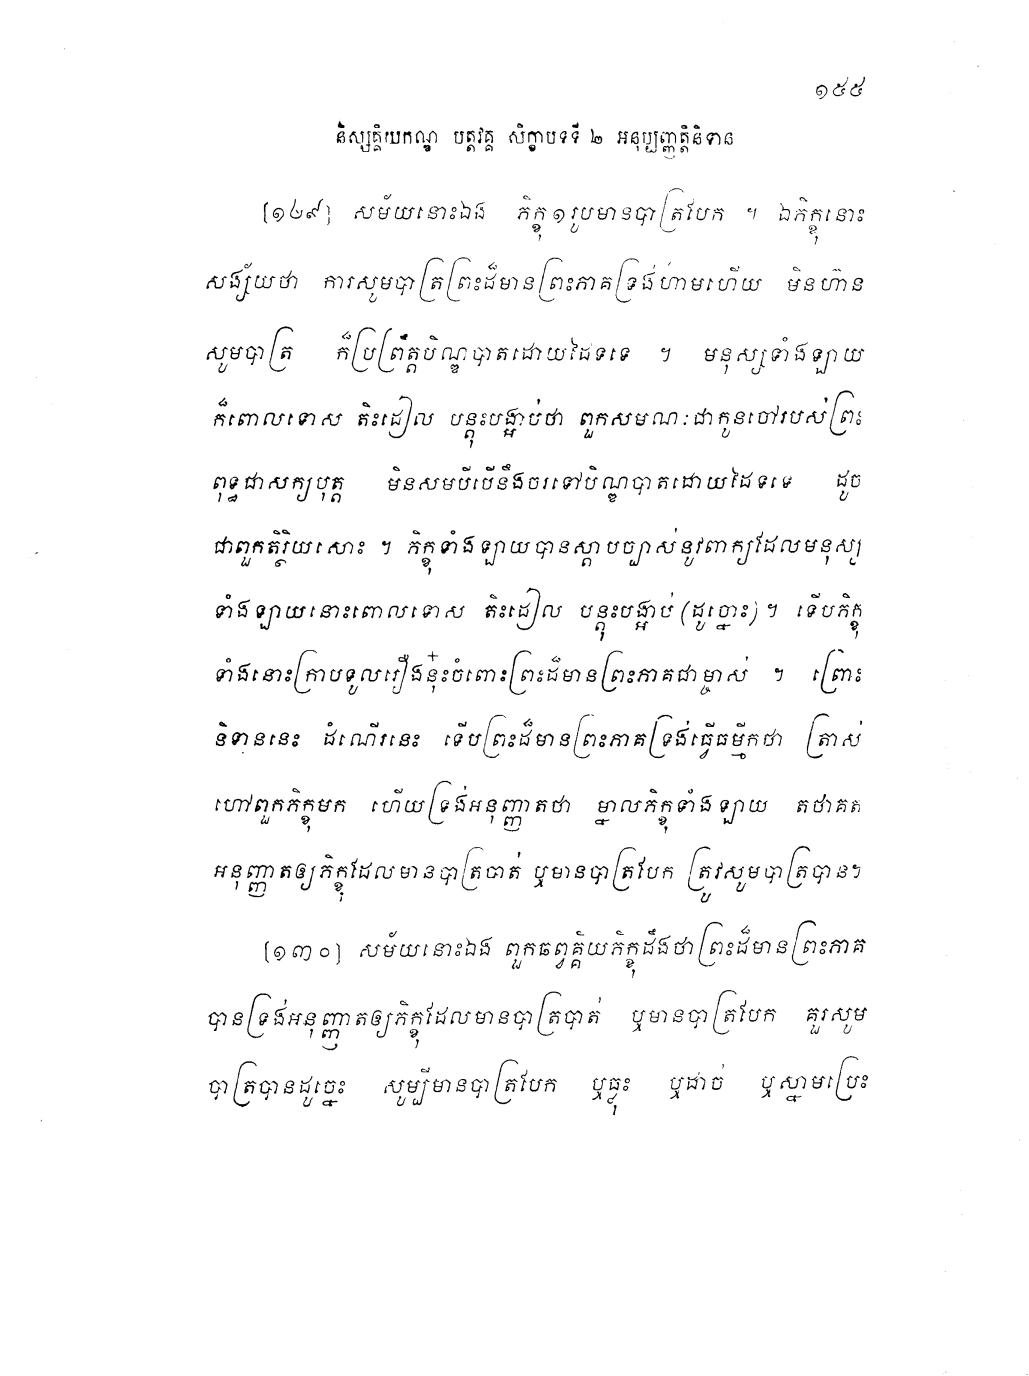 ១៥៥
និស្សគ្គិយកណ្ឌ បត្តវគ្គ សិក្ខាបទទី ២ អនុប្បញ្ញត្តិនិទាន
[១២៩] សម័យនោះឯង ភិក្ខុ១រូបមានបាត្របែក ។ ឯភិក្ខុនោះ
សង្ស័យថា ការសូមបាត្រព្រះដ៏មានព្រះភាគទ្រង់ហាមហើយ មិនហ៊ាន
សូមបាត្រ ក៏ប្រព្រឹត្តបិណ្ឌបាតដោយដៃទទេ ។ មនុស្សទាំងឡាយ
ក៏ពោលទោស តិះដៀល បន្តុះបង្អាប់ថា ពួកសមណៈជាកូនចៅរបស់ព្រះ
ពុទ្ធជាសក្យបុត្ត មិនសមបីបើនឹងចរទៅបិណ្ឌបាតដោយដៃទទេ ដូច
ជាពួកតិរ្ថិយសោះ ។ ភិក្ខុទាំងឡាយបានស្តាប់ច្បាស់នូវពាក្យដែលមនុស្ស
ទាំងឡាយនោះពោលទោស តិះដៀល បន្តុះបង្អាប់ (ដូច្នោះ) ។ ទើបភិក្ខុ
ទាំងនោះក្រាបទូលរឿងនុ៎ះចំពោះព្រះដ៏មានព្រះភាគជាម្ចាស់ ។ ព្រោះ
និទាននេះ ដំណើរនេះ ទើបព្រះដ៏មានព្រះភាគទ្រង់ធ្វើធម្មីកថា ត្រាស់
ហៅពួកភិក្ខុមក ហើយទ្រង់អនុញ្ញាតថា ម្នាលភិក្ខុទាំងឡាយ តថាគត
អនុញ្ញាតឲ្យភិក្ខុដែលមានបាត្របាត់ ឬមានបាត្របែក ត្រូវសូមបាត្របាន។
[១៣០] សម័យនោះឯង ពួកឆព្វគ្គិយភិក្ខុដឹងថាព្រះដ៏មានព្រះភាគ
បានទ្រង់អនុញ្ញាតឲ្យភិក្ខុដែលមានបាត្របាត់ ឬមានបាត្របែក គួរសូម
បាត្របានដូច្នេះ សូម្បីមានបាត្របែក ឬធ្លុះ ឬដាច់ ឬស្នាមប្រេះ